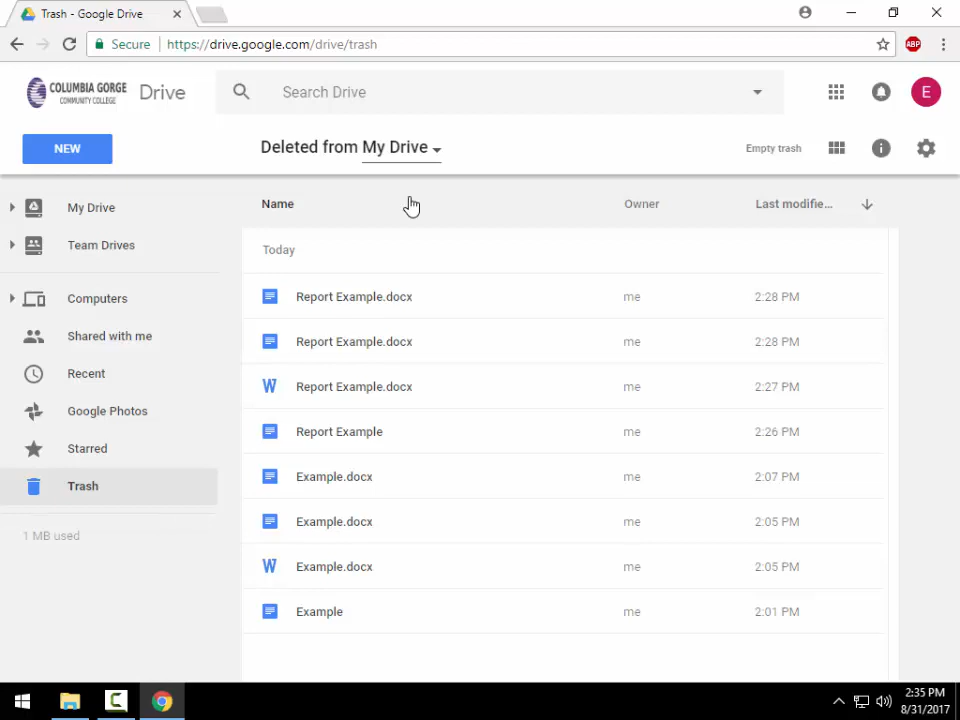 Trash - Google Drive
Secure https://drive.google.com/drive/trash
ABP
COLUMBIA GORGE
COMMUNITY COLLEGE
Drive
Search Drive
E
NEW
Deleted from My Drive
Empty trash
My Drive
Team Drives
Computers
Shared with me
Recent
Google Photos
Starred
Trash
1 MB used
Name Owner Last modifie...
Today
Report Example.docx me 2:28 PM
Report Example.docx me 2:28 PM
W Report Example.docx me 2:27 PM
Report Example me 2:26 PM
Example.docx me 2:07 PM
Example.docx me 2:05 PM
W Example.docx me 2:05 PM
Example me 2:01 PM
2:35 PM
8/31/2017